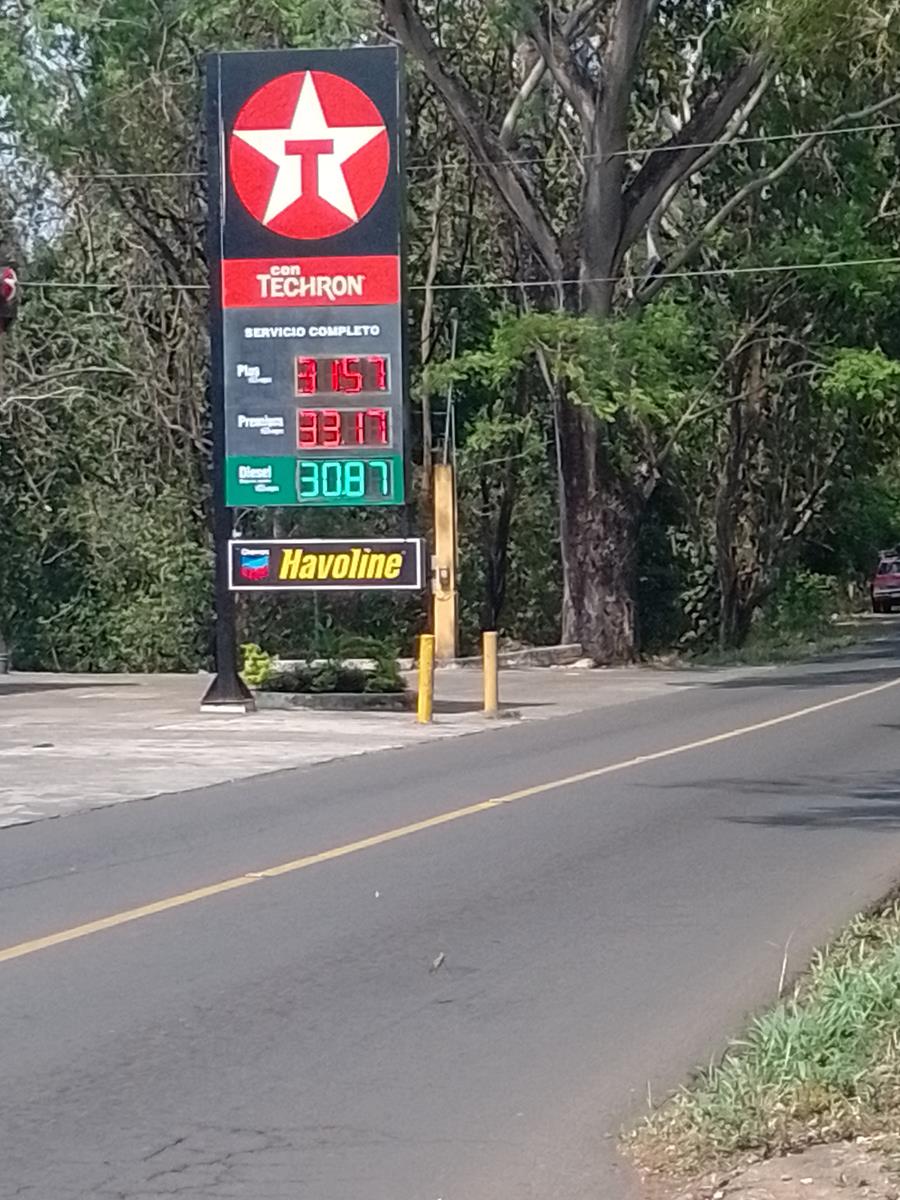 T
con
TECHRON
SERVICIO COMPLETO
Plus 31.57
Premium 33.17
Diesel 30.87
Chevron
Havoline